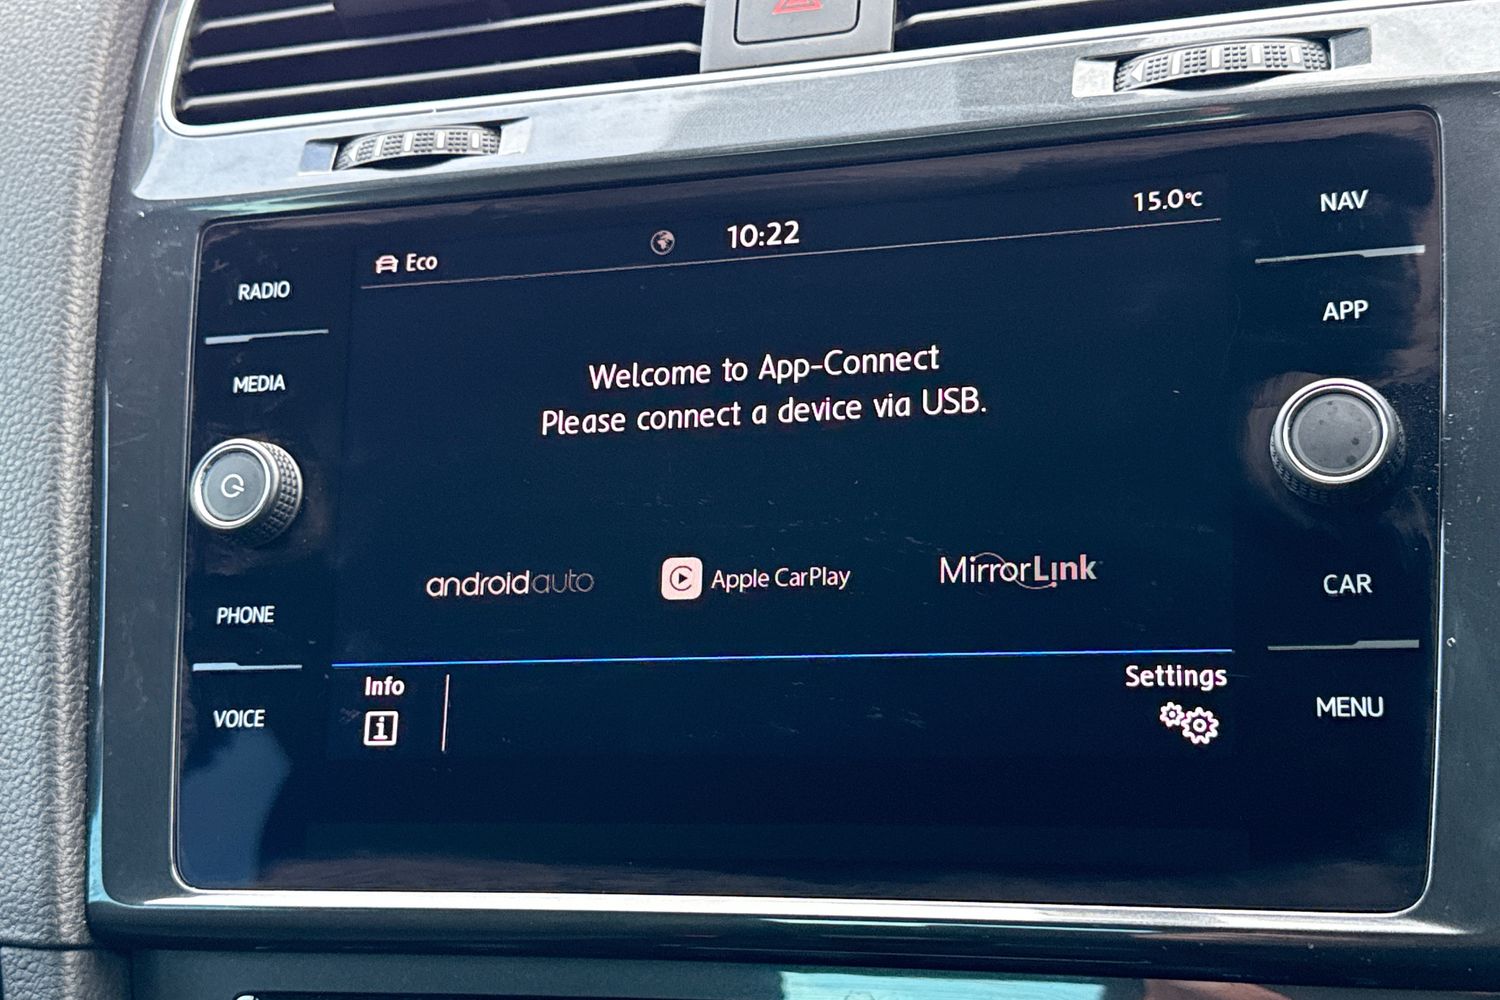 Eco
10:22
15.0°C
NAV
RADIO
APP
MEDIA
Welcome to App-Connect
Please connect a device via USB.
androidauto
Apple CarPlay
MirrorLink
CAR
PHONE
Info
Settings
VOICE
i
MENU